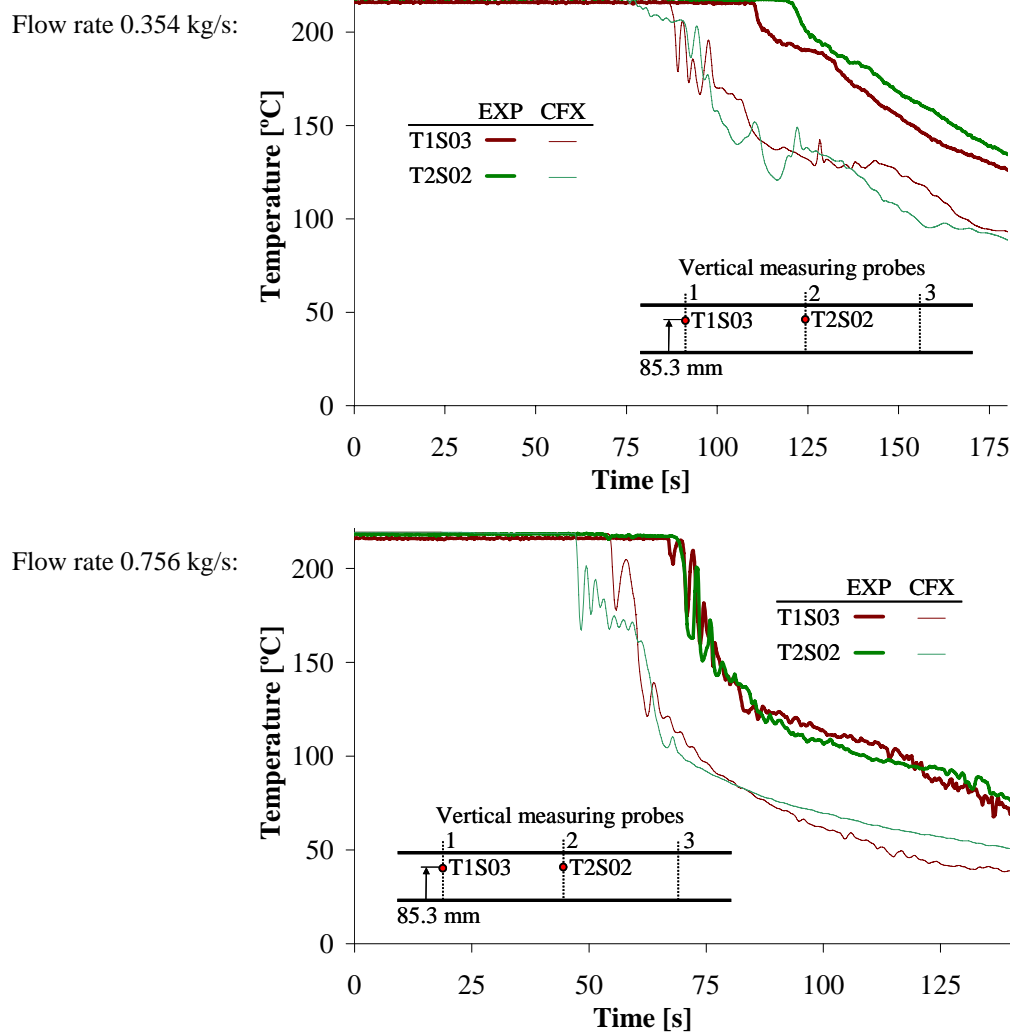 Flow rate 0.354 kg/s:
Temperature [ºC]
200
150
100
50
0
EXP CFX
T1S03
T2S02
Vertical measuring probes
1 2 3
T1S03 T2S02
85.3 mm
0 25 50 75 100 125 150 175
Time [s]
Flow rate 0.756 kg/s:
Temperature [ºC]
200
150
100
50
0
EXP CFX
T1S03
T2S02
Vertical measuring probes
1 2 3
T1S03 T2S02
85.3 mm
0 25 50 75 100 125
Time [s]